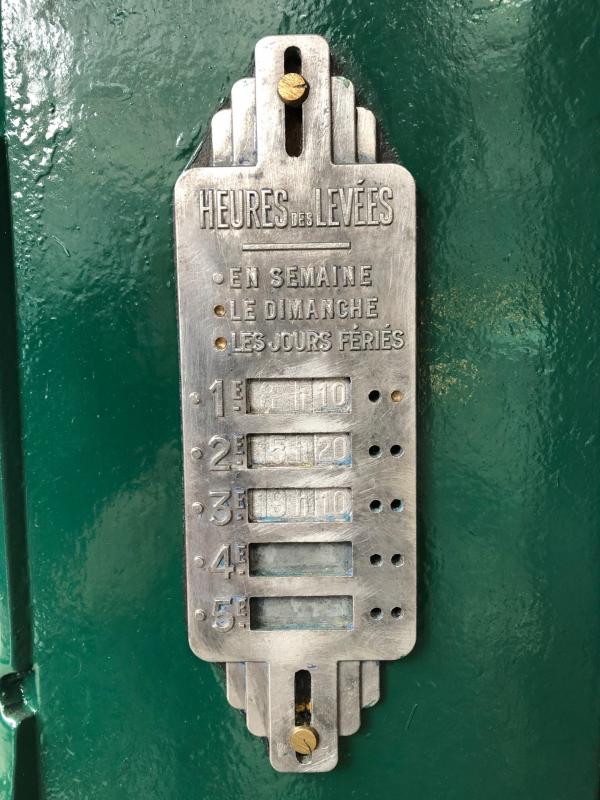 HEURES DES LEVÉES
EN SEMAINE
LE DIMANCHE
LES JOURS FÉRIÉS
1E H 10
2E 15 H 20
3E 19 H 10
4E
5E